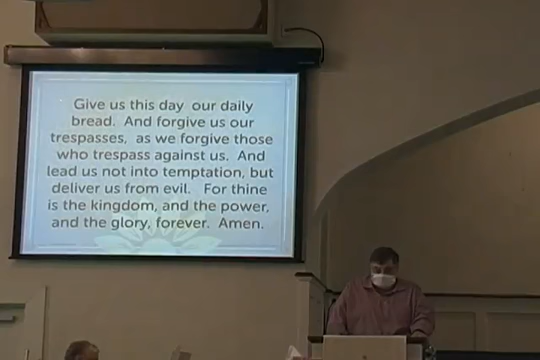 Give us this day our daily
bread. And forgive us our
trespasses, as we forgive those
who trespass against us. And
lead us not into temptation, but
deliver us from evil. For thine
is the kingdom, and the power,
and the glory, forever. Amen.